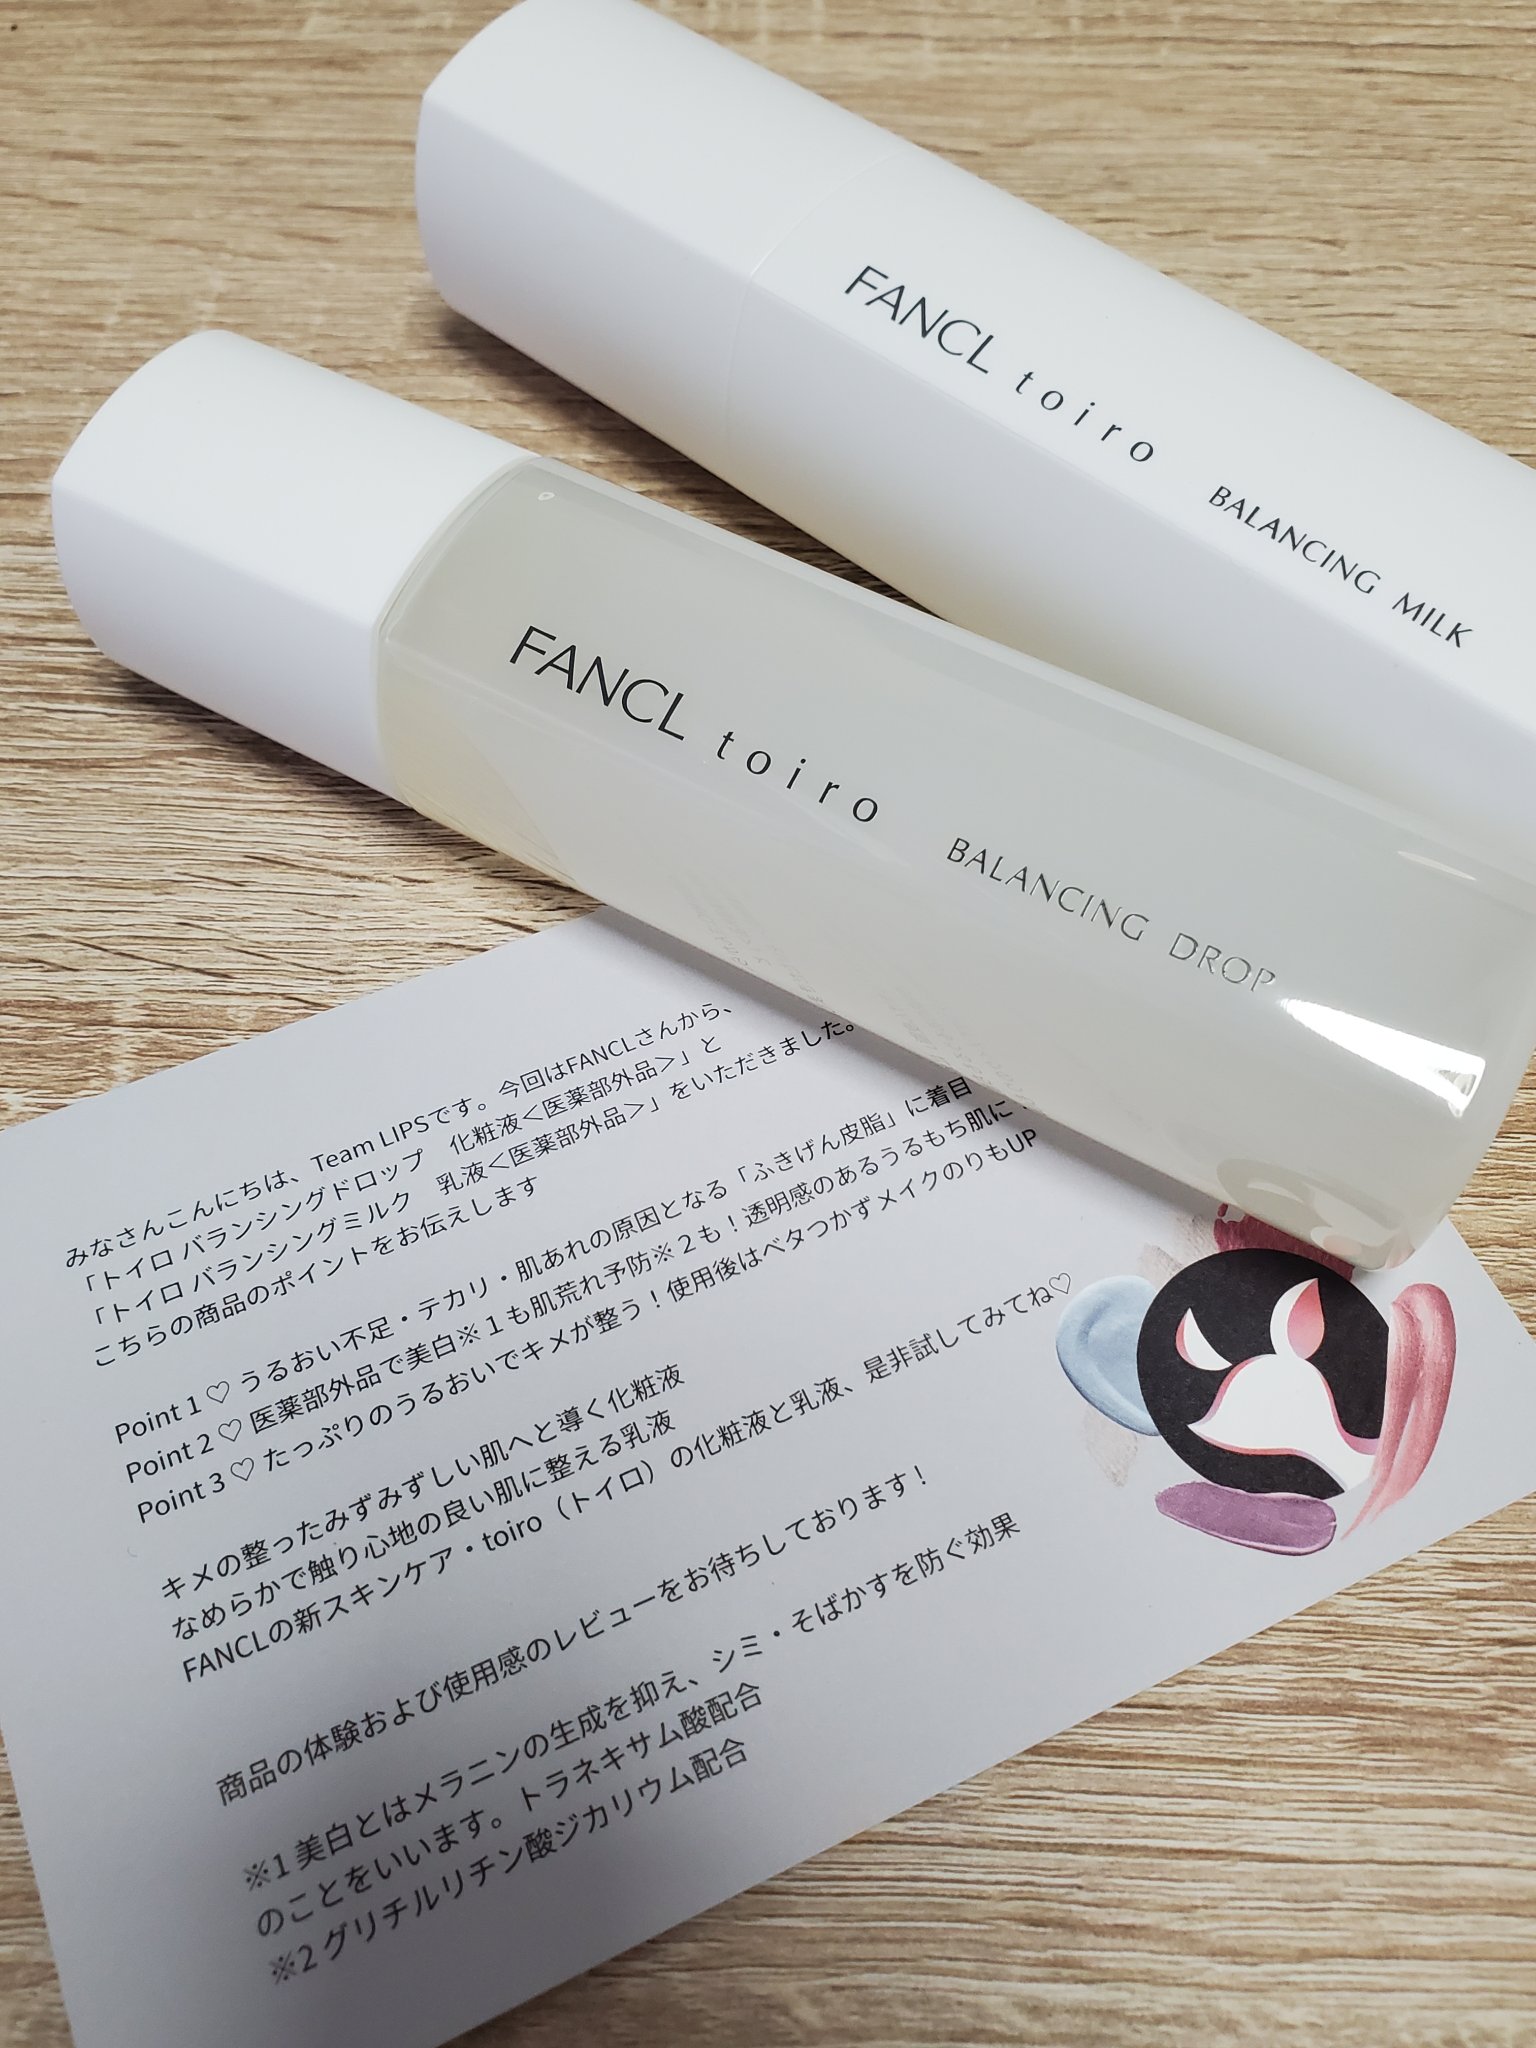 FANCL toiro BALANCING MILK
FANCL toiro BALANCING DROP
みなさんこんにちは、Team LIPSです。今回はFANCLさんから、
「トイロ バランシングドロップ 化粧液＜医薬部外品＞」と
「トイロ バランシングミルク 乳液＜医薬部外品＞」をいただきました。
こちらの商品のポイントをお伝えします
Point 1 ♡ うるおい不足・テカリ・肌あれの原因となる「ふきげん皮脂」に着目
Point 2 ♡ 医薬部外品で美白※１も肌荒れ予防※２も！透明感のあるうるもち肌に
Point 3 ♡ たっぷりのうるおいでキメが整う！使用後はベタつかずメイクのりもUP
キメの整ったみずみずしい肌へと導く化粧液
なめらかで触り心地の良い肌に整える乳液
FANCLの新スキンケア・toiro（トイロ）の化粧液と乳液、是非試してみてね♡
商品の体験および使用感のレビューをお待ちしております！
※1 美白とはメラニンの生成を抑え、シミ・そばかすを防ぐ効果
のことをいいます。トラネキサム酸配合
※2 グリチルリチン酸ジカリウム配合